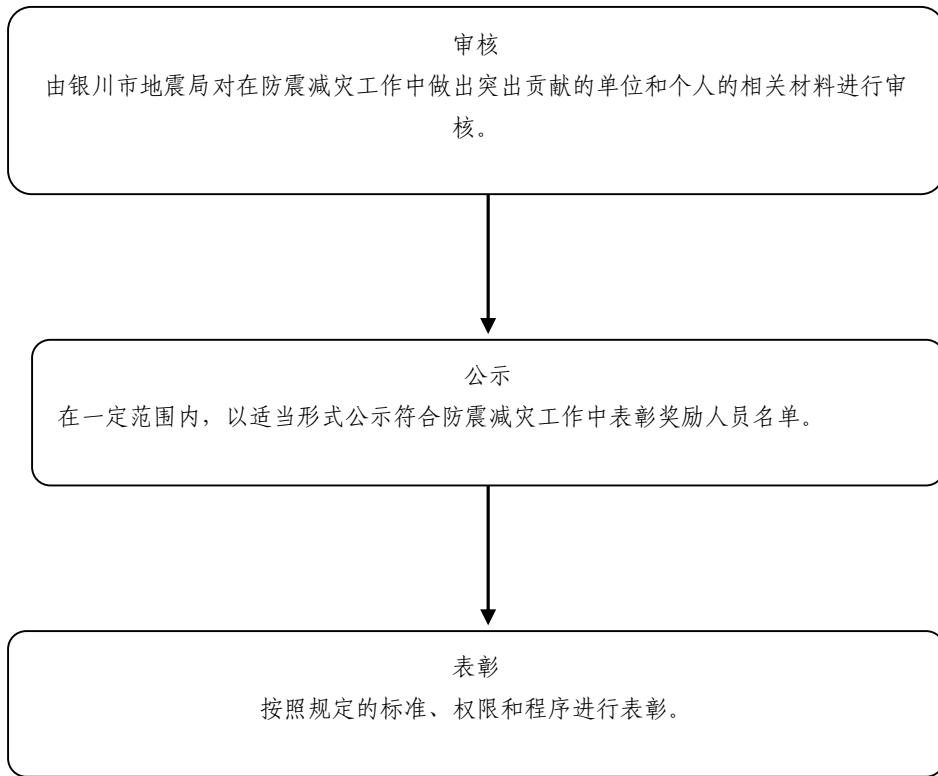 审核
由银川市地震局对在防震减灾工作中做出突出贡献的单位和个人的相关材料进行审
核。
公示
在一定范围内，以适当形式公示符合防震减灾工作中表彰奖励人员名单。
表彰
按照规定的标准、权限和程序进行表彰。